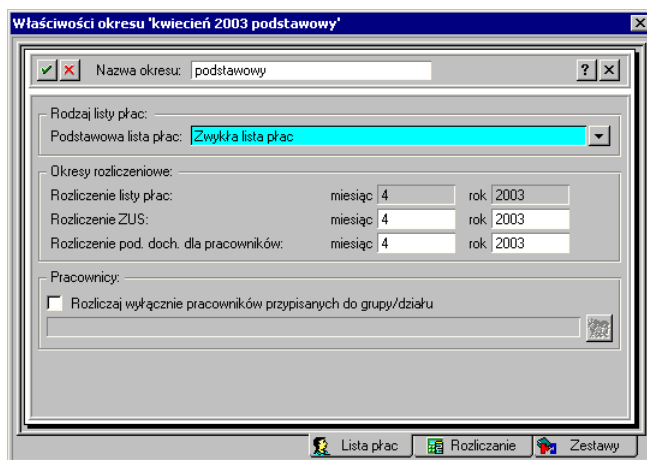 Właściwości okresu 'kwiecień 2003 podstawowy'
Nazwa okresu: podstawowy
Rodzaj listy płac:
Podstawowa lista płac: Zwykła lista płac
Okresy rozliczeniowe:
Rozliczenie listy płac: miesiąc 4 rok 2003
Rozliczenie ZUS: miesiąc 4 rok 2003
Rozliczenie pod. doch. dla pracowników: miesiąc 4 rok 2003
Pracownicy:
Rozliczaj wyłącznie pracowników przypisanych do grupy/działu
Lista płac Rozliczanie Zestawy